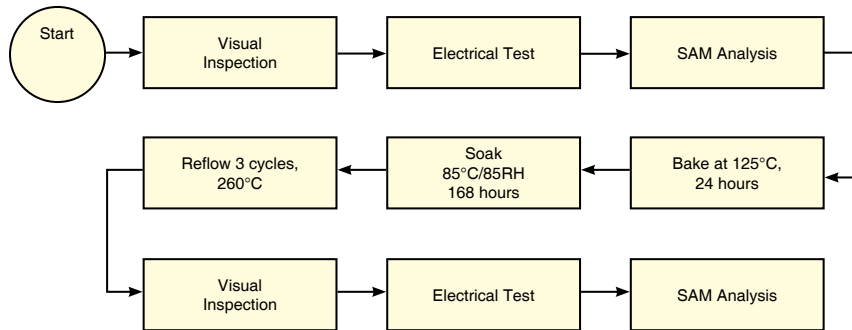 Start
Visual
Inspection
Electrical Test
SAM Analysis
Bake at 125°C,
24 hours
Soak
85°C/85RH
168 hours
Reflow 3 cycles,
260°C
Visual
Inspection
Electrical Test
SAM Analysis